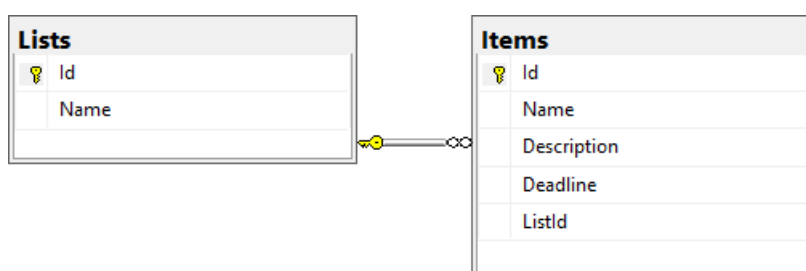 Lists
Id
Name
Items
Id
Name
Description
Deadline
ListId